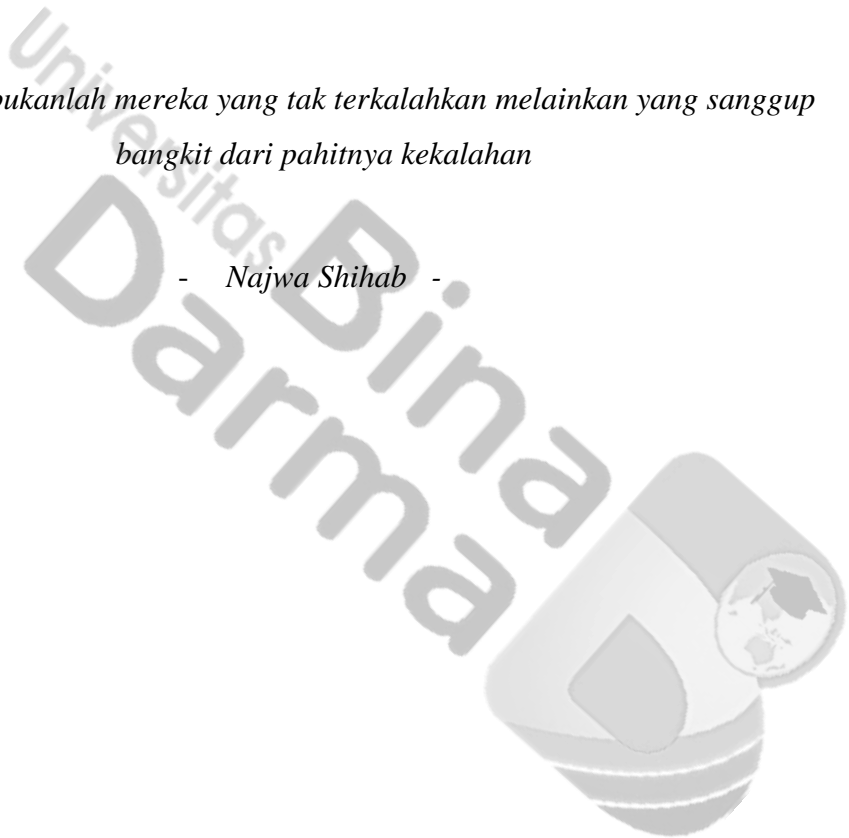 bukanlah mereka yang tak terkalahkan melainkan yang sanggup
bangkit dari pahitnya kekalahan
- Najwa Shihab -
Universitas
Bina
Darma